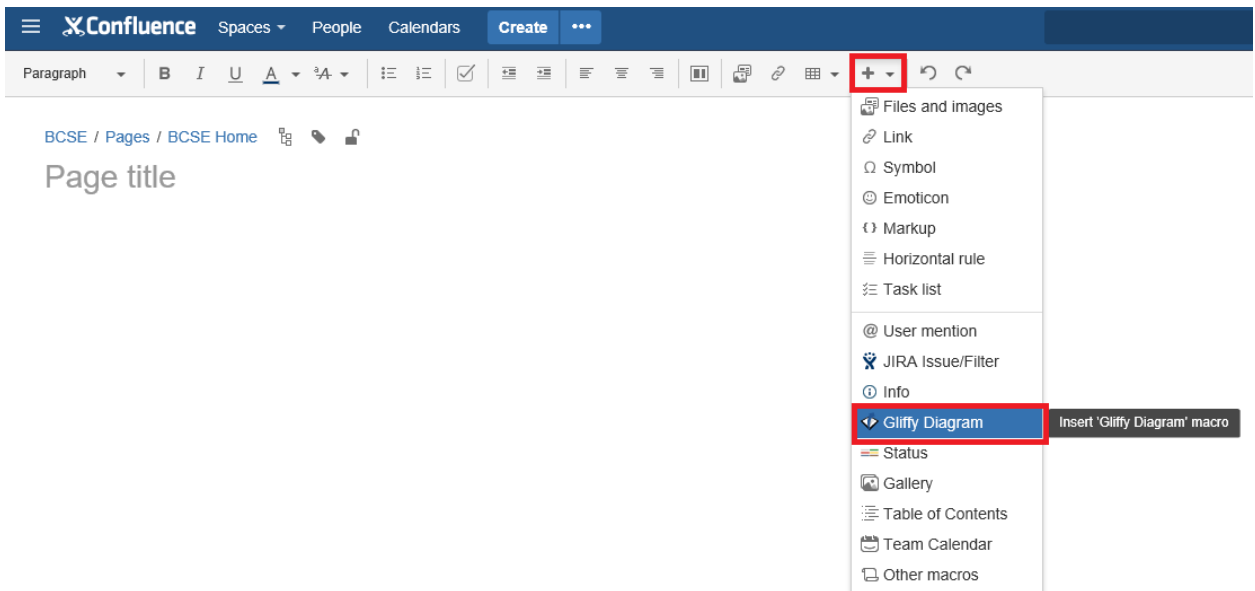 Confluence Spaces People Calendars Create
Paragraph B I U A A
BCSE / Pages / BCSE Home
Page title
Files and images
Link
Ω Symbol
Emoticon
{} Markup
Horizontal rule
Task list
@ User mention
JIRA Issue/Filter
Info
Gliffy Diagram Insert 'Gliffy Diagram' macro
Status
Gallery
Table of Contents
Team Calendar
Other macros